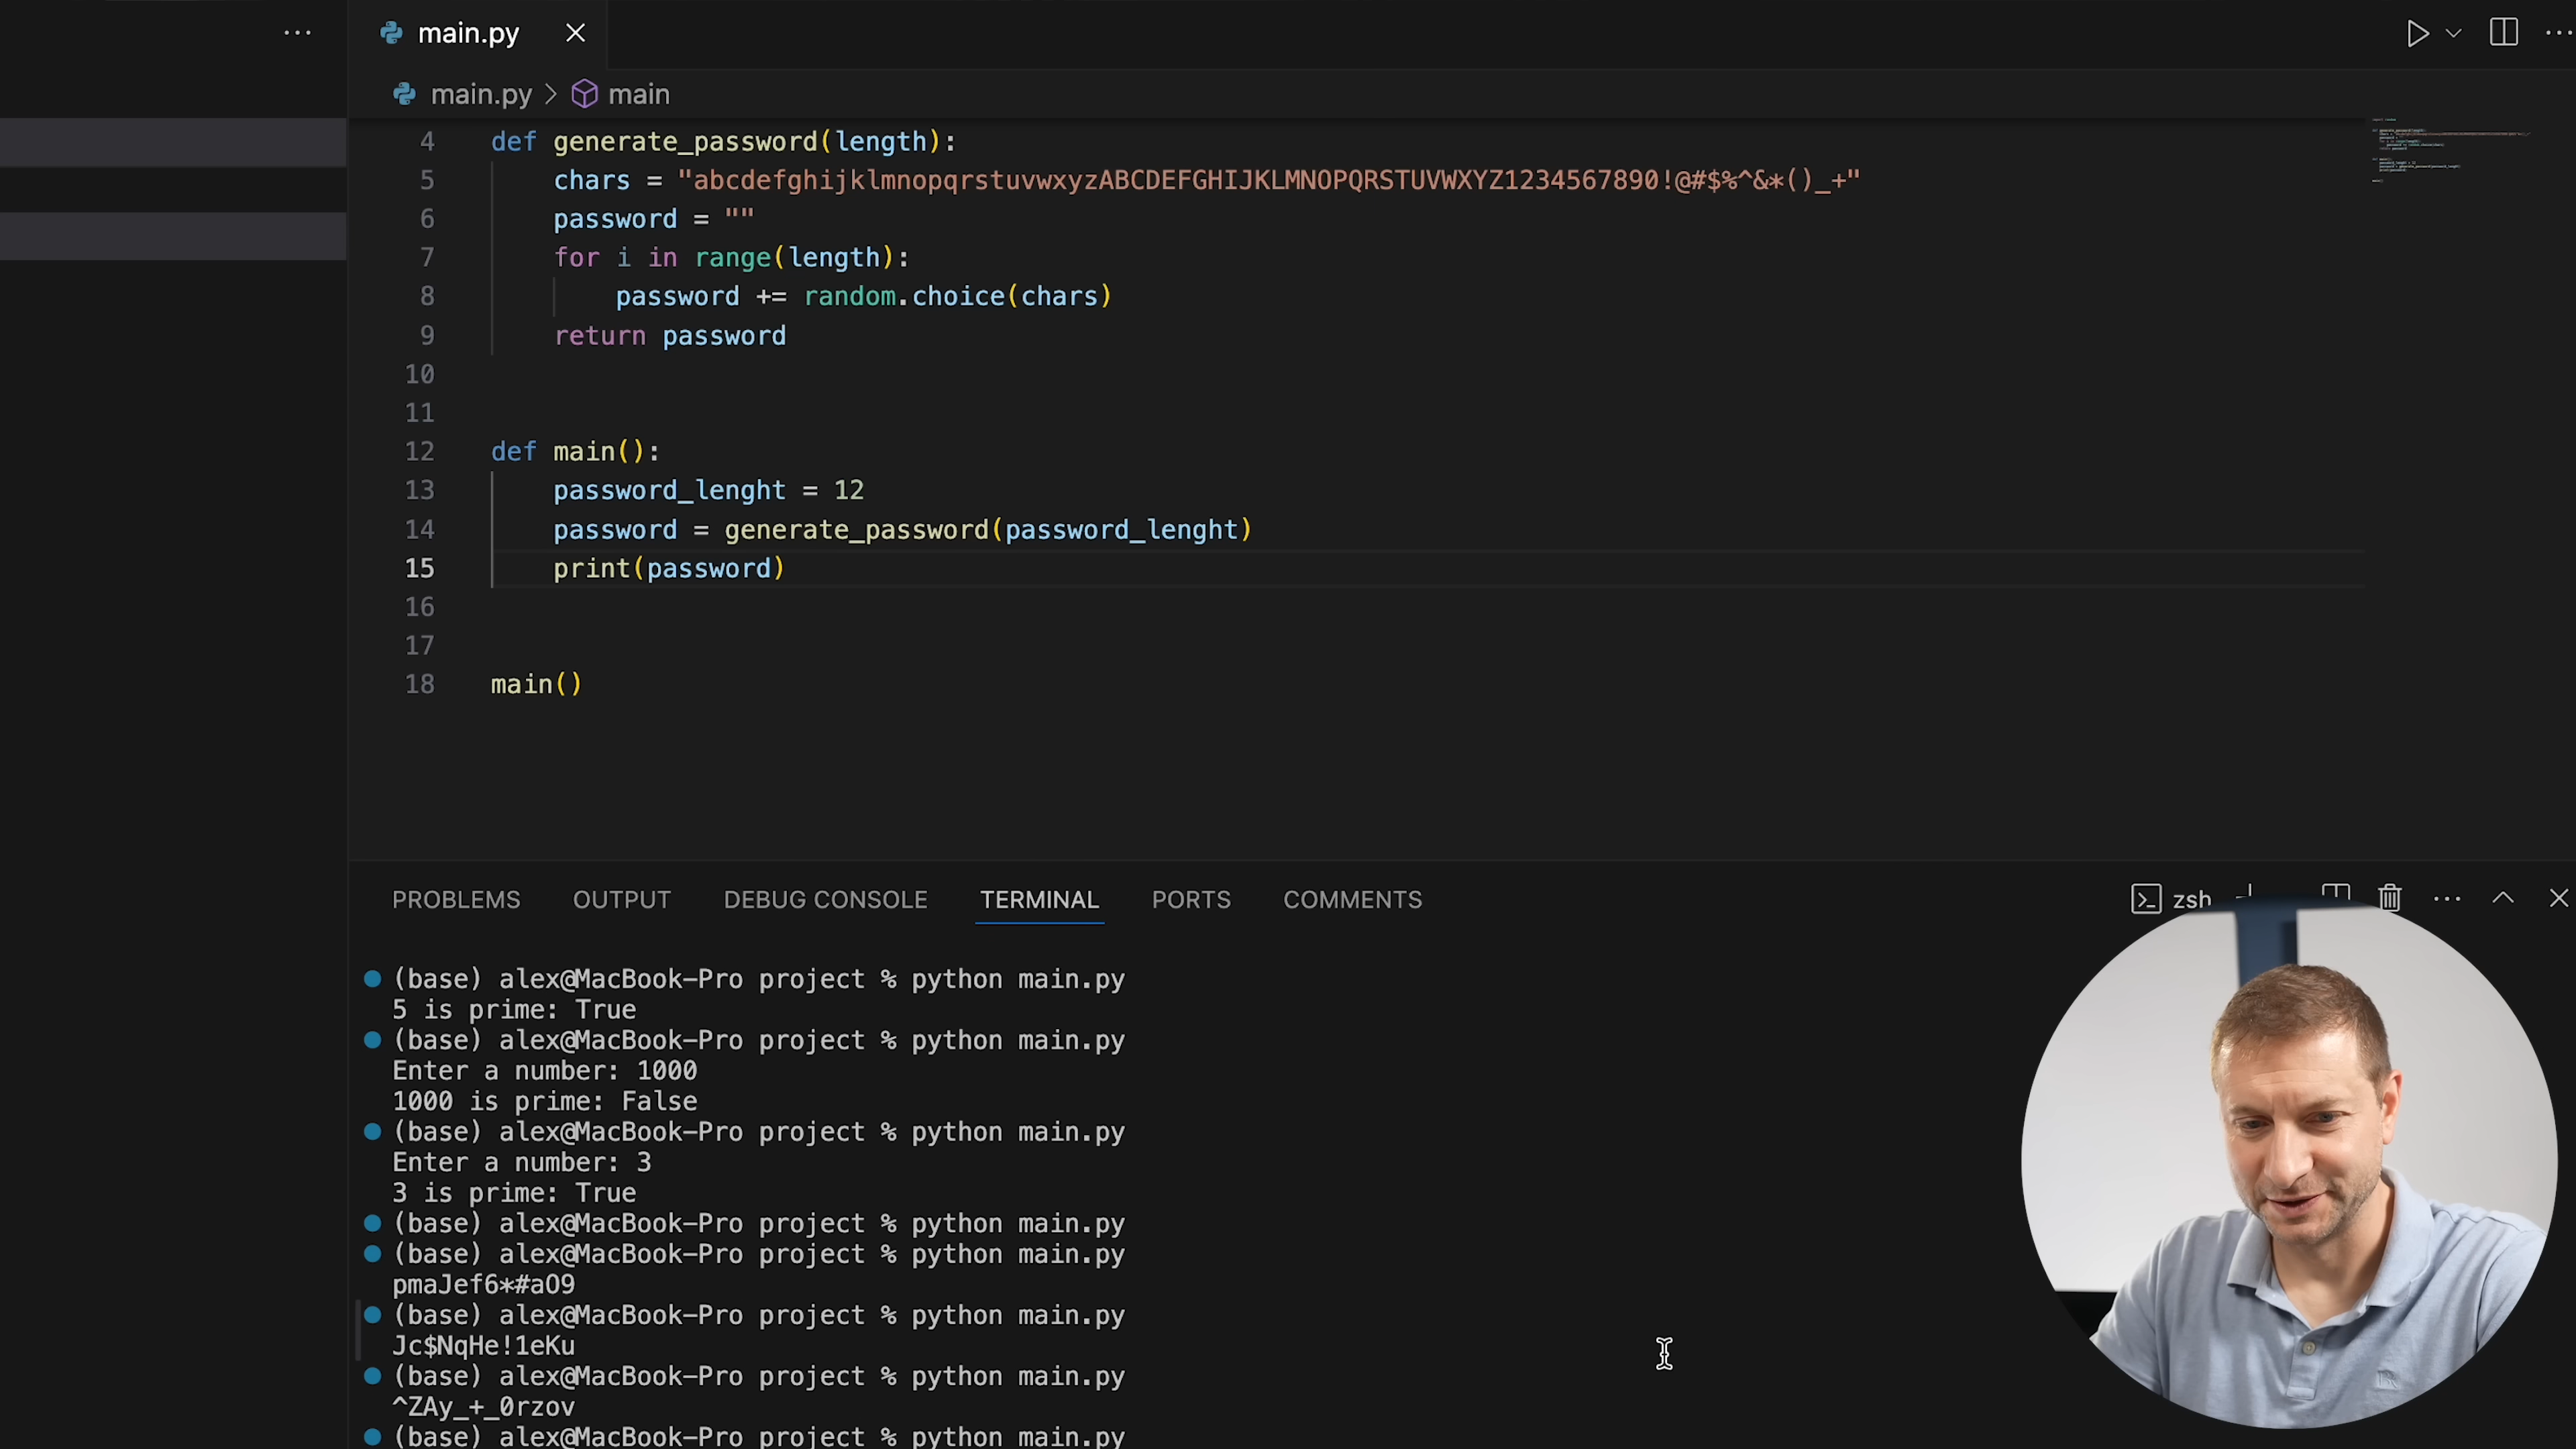 main.py
main.py > main
4 def generate_password(length):
5 chars = "abcdefghijklmnopqrstuvwxyzABCDEFGHIJKLMNOPQRSTUVWXYZ1234567890!@#$%^&*()_+"
6 password = ""
7 for i in range(length):
8 password += random.choice(chars)
9 return password
10
11
12 def main():
13 password_lenght = 12
14 password = generate_password(password_lenght)
15 print(password)
16
17
18 main()
PROBLEMS OUTPUT DEBUG CONSOLE TERMINAL PORTS COMMENTS zsh
(base) alex@MacBook-Pro project % python main.py
5 is prime: True
(base) alex@MacBook-Pro project % python main.py
Enter a number: 1000
1000 is prime: False
(base) alex@MacBook-Pro project % python main.py
Enter a number: 3
3 is prime: True
(base) alex@MacBook-Pro project % python main.py
(base) alex@MacBook-Pro project % python main.py
pmaJef6*#aO9
(base) alex@MacBook-Pro project % python main.py
Jc$NqHe!1eKu
(base) alex@MacBook-Pro project % python main.py
^ZAy_+_0rzov
(base) alex@MacBook-Pro project % python main.py